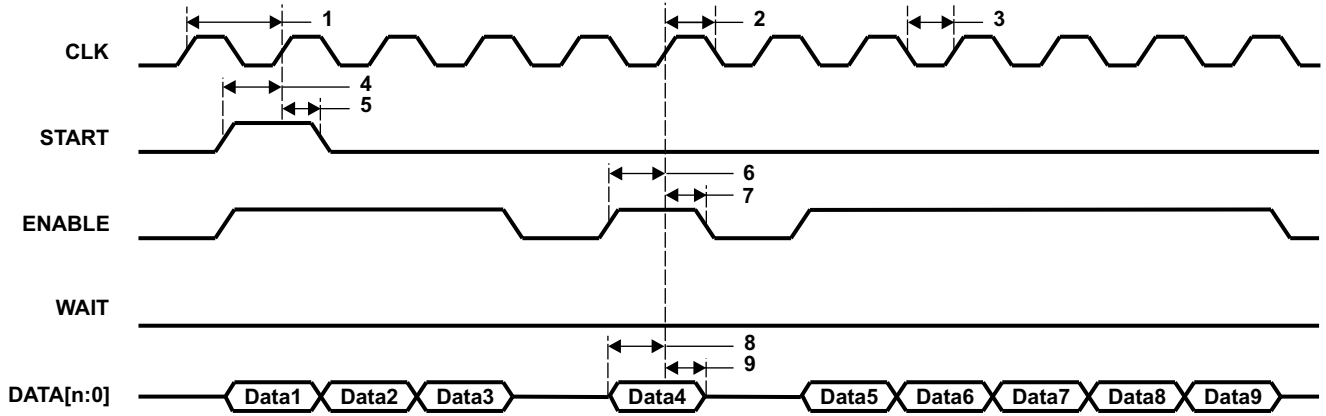 1 2 3
CLK
4
5
START
6
7
ENABLE
WAIT
8
9
DATA[n:0] Data1 Data2 Data3 Data4 Data5 Data6 Data7 Data8 Data9